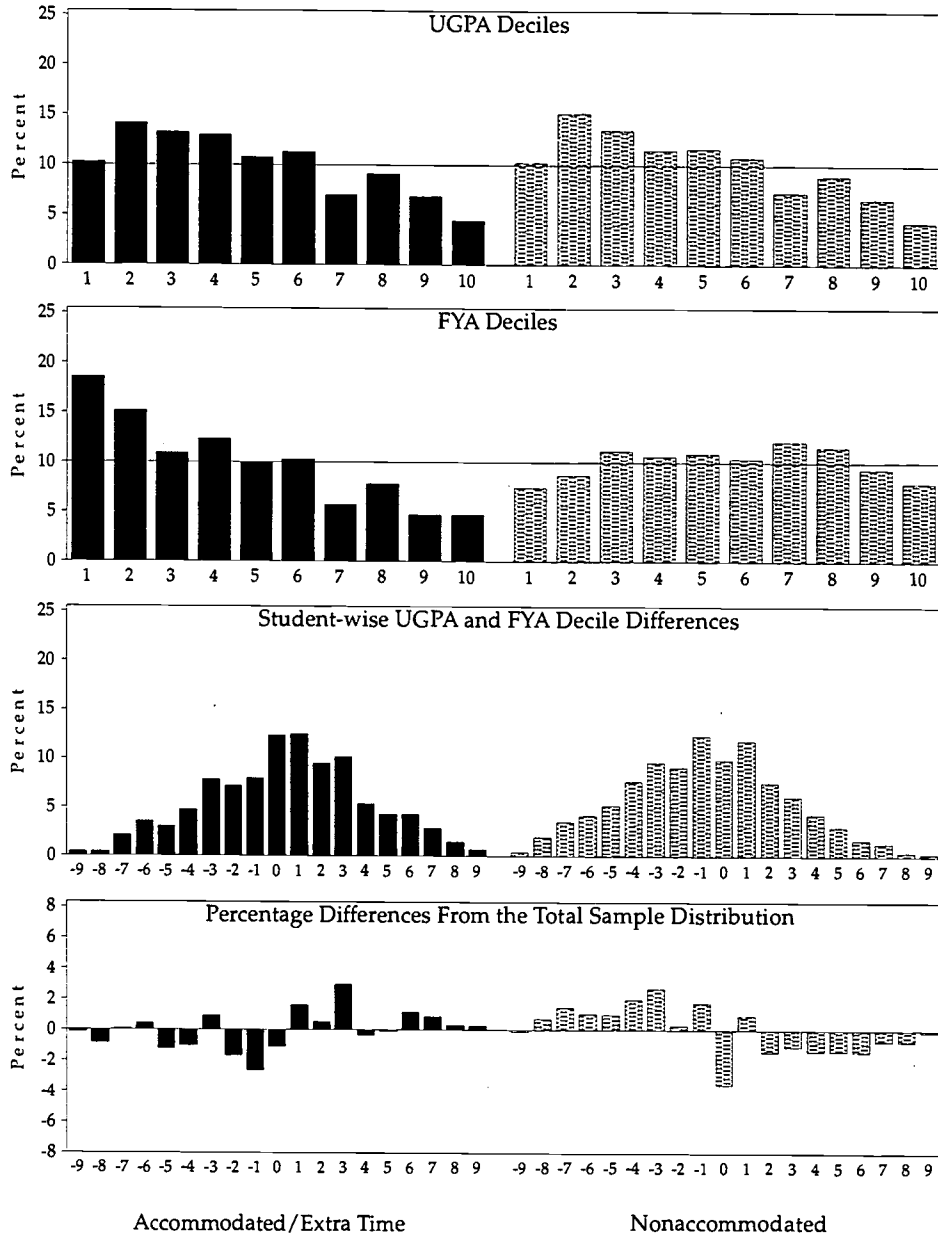 UGPA Deciles
Percent
25
20
15
10
5
0
1 2 3 4 5 6 7 8 9 10 1 2 3 4 5 6 7 8 9 10
FYA Deciles
Percent
25
20
15
10
5
0
1 2 3 4 5 6 7 8 9 10 1 2 3 4 5 6 7 8 9 10
Student-wise UGPA and FYA Decile Differences
Percent
25
20
15
10
5
0
-9 -8 -7 -6 -5 -4 -3 -2 -1 0 1 2 3 4 5 6 7 8 9 -9 -8 -7 -6 -5 -4 -3 -2 -1 0 1 2 3 4 5 6 7 8 9
Percentage Differences From the Total Sample Distribution
Percent
8
6
4
2
0
-2
-4
-6
-8
-9 -8 -7 -6 -5 -4 -3 -2 -1 0 1 2 3 4 5 6 7 8 9 -9 -8 -7 -6 -5 -4 -3 -2 -1 0 1 2 3 4 5 6 7 8 9
Accommodated/Extra Time Nonaccommodated